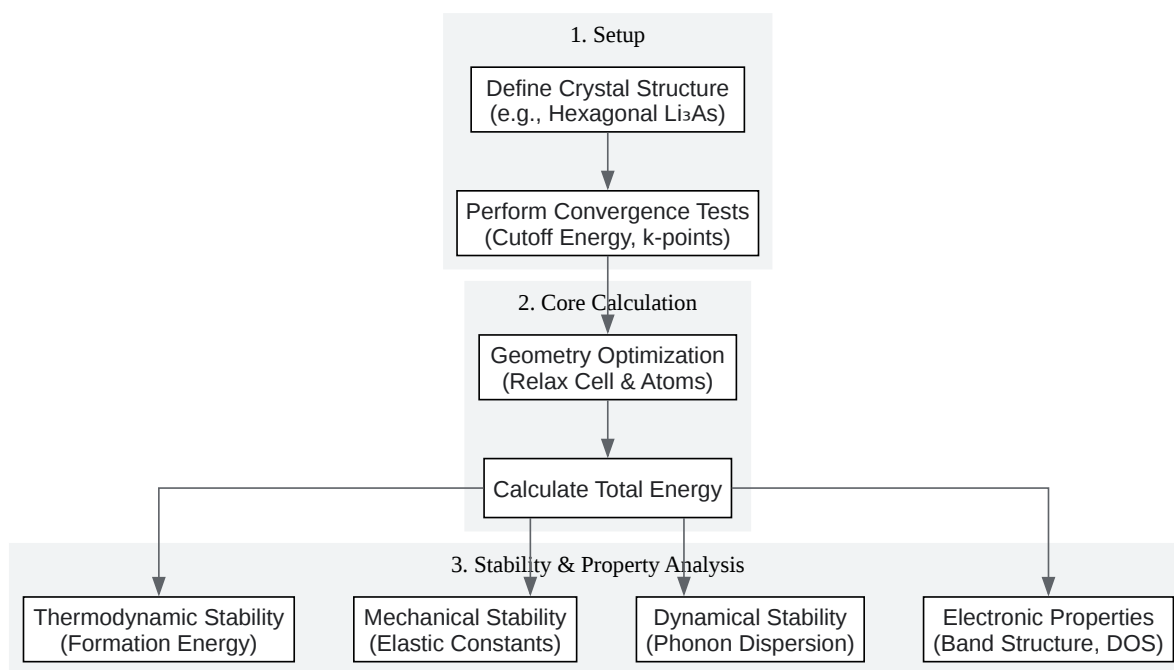 1. Setup
Define Crystal Structure
(e.g., Hexagonal Li₃As)
Perform Convergence Tests
(Cutoff Energy, k-points)
2. Core Calculation
Geometry Optimization
(Relax Cell & Atoms)
Calculate Total Energy
3. Stability & Property Analysis
Thermodynamic Stability
(Formation Energy)
Mechanical Stability
(Elastic Constants)
Dynamical Stability
(Phonon Dispersion)
Electronic Properties
(Band Structure, DOS)